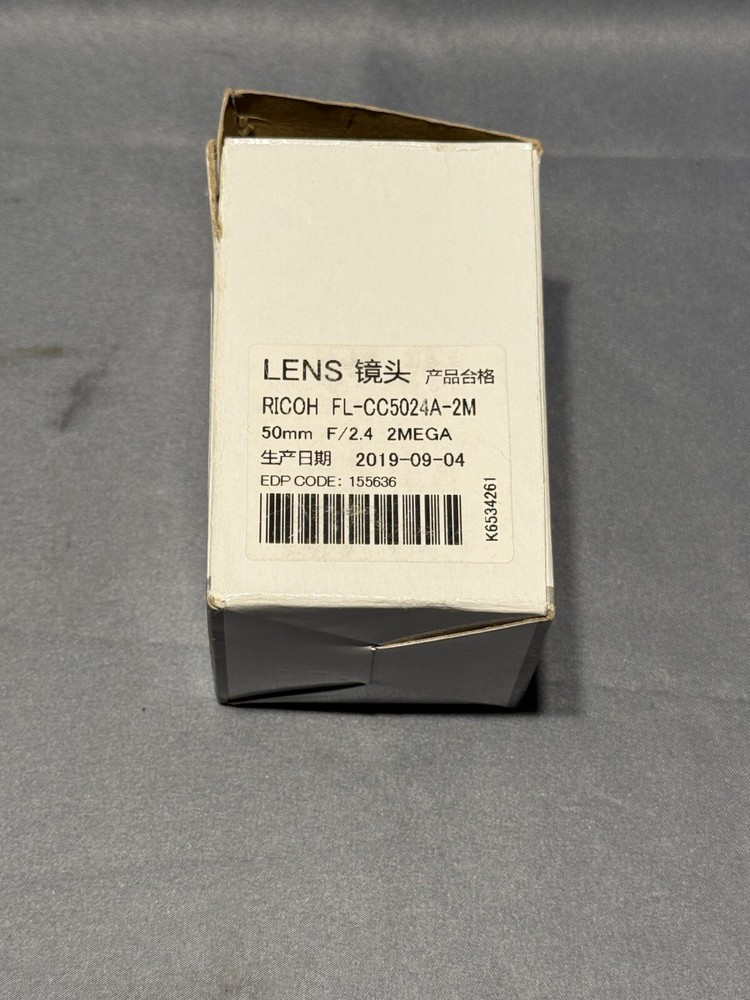 LENS 镜头 产品合格
RICOH FL-CC5024A-2M
50mm F/2.4 2MEGA
生产日期 2019-09-04
EDP CODE: 155636
K6534261